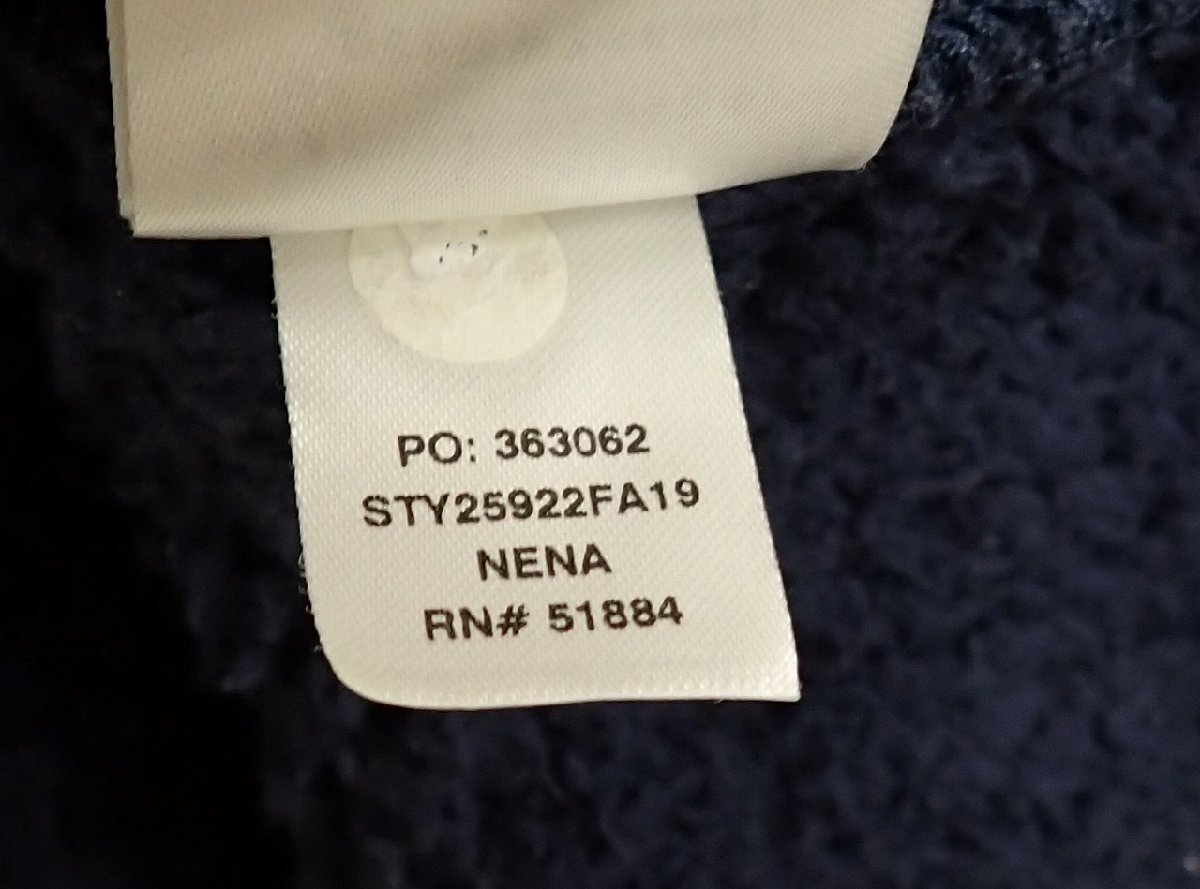 PO: 363062
STY25922FA19
NENA
RN# 51884